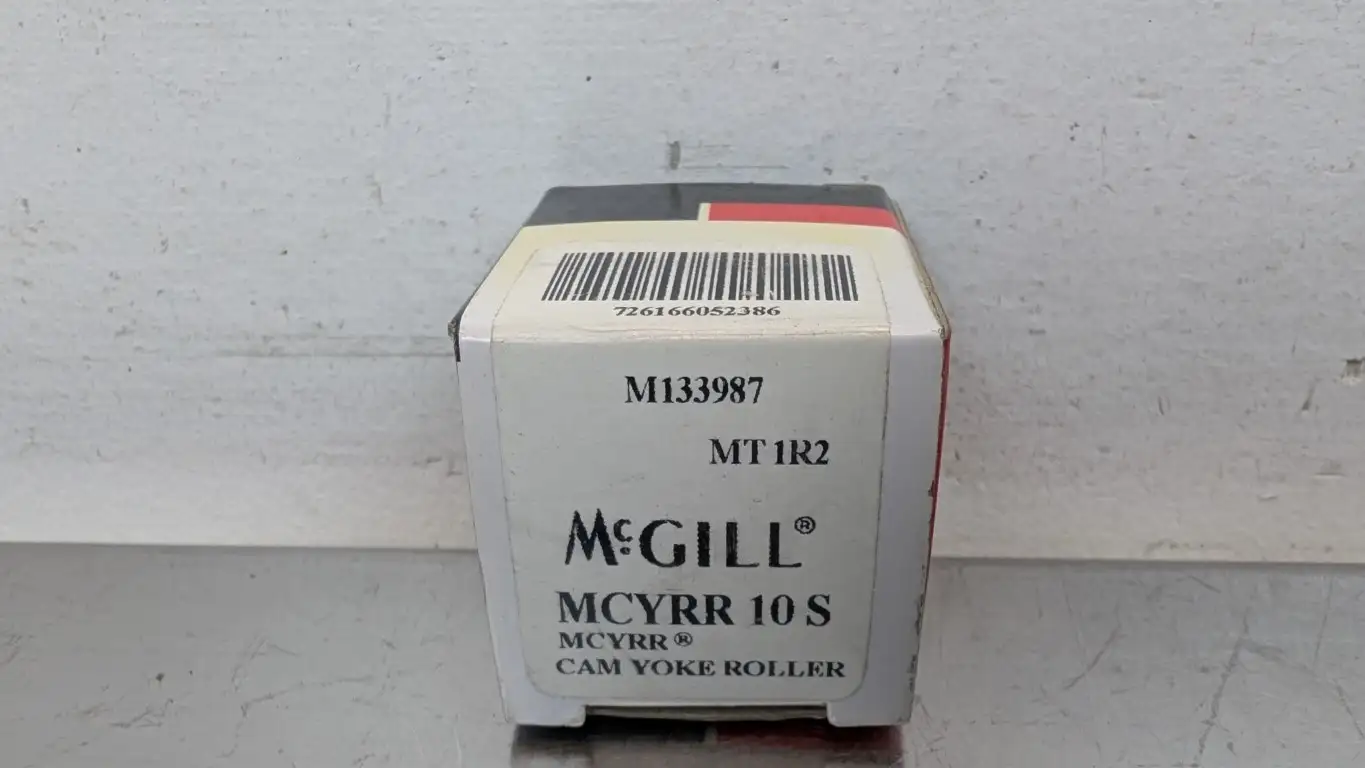 726166052386
M133987
MT 1R2
McGILL®
MCYRR 10 S
MCYRR®
CAM YOKE ROLLER